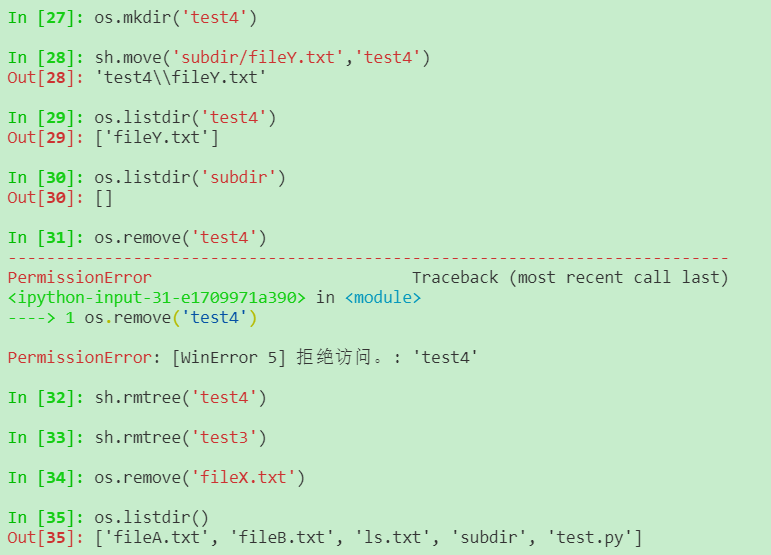 In [27]: os.mkdir('test4')
In [28]: sh.move('subdir/fileY.txt','test4')
Out[28]: 'test4\\fileY.txt'
In [29]: os.listdir('test4')
Out[29]: ['fileY.txt']
In [30]: os.listdir('subdir')
Out[30]: []
In [31]: os.remove('test4')
---------------------------------------------------------------------------
PermissionError                           Traceback (most recent call last)
<ipython-input-31-e1709971a390> in <module>
----> 1 os.remove('test4')
PermissionError: [WinError 5] 拒绝访问。: 'test4'
In [32]: sh.rmtree('test4')
In [33]: sh.rmtree('test3')
In [34]: os.remove('fileX.txt')
In [35]: os.listdir()
Out[35]: ['fileA.txt', 'fileB.txt', 'ls.txt', 'subdir', 'test.py']